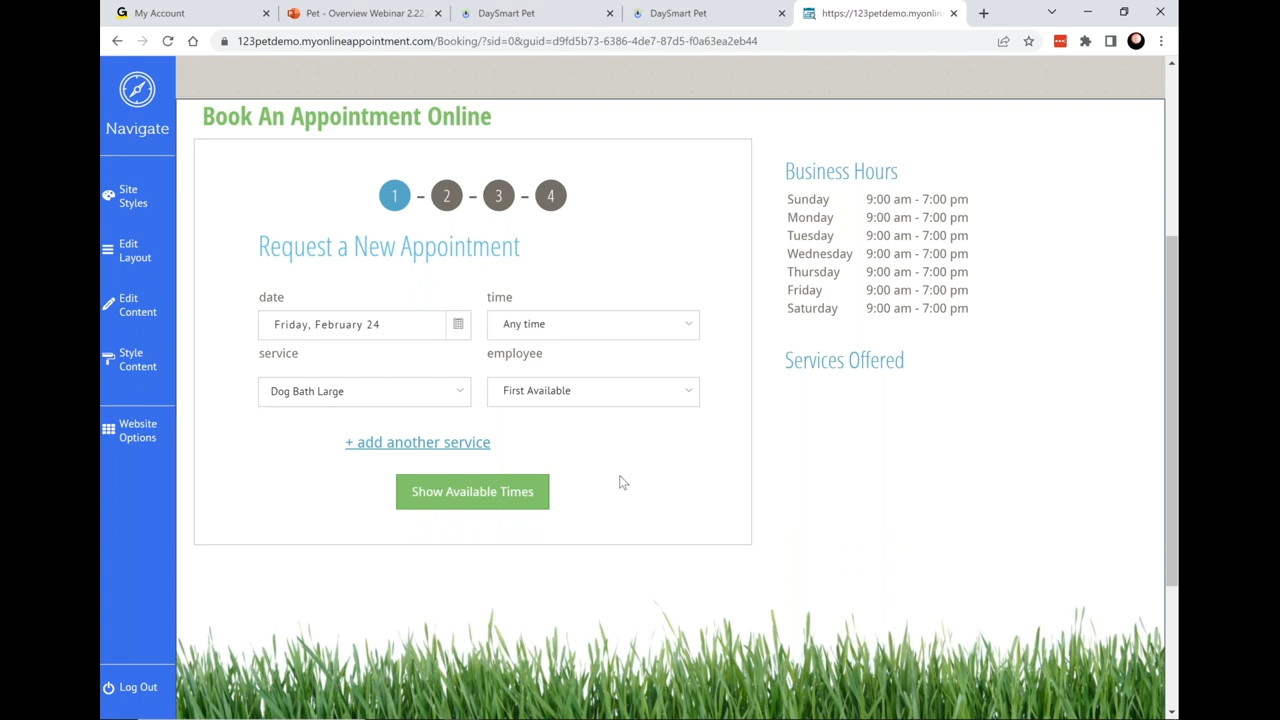 My Account
Pet - Overview Webinar 2.22...
DaySmart Pet
DaySmart Pet
https://123petdemo.myonlin
123petdemo.myonlineappointment.com/Booking/?sid=0&guid=d9fd5b73-6386-4de7-87d5-f0a63ea2eb44
Navigate
Site
Styles
Edit
Layout
Edit
Content
Style
Content
Website
Options
Log Out
Book An Appointment Online
1 - 2 - 3 - 4
Request a New Appointment
date
time
Friday, February 24
Any time
service
employee
Dog Bath Large
First Available
+ add another service
Show Available Times
Business Hours
Sunday 9:00 am - 7:00 pm
Monday 9:00 am - 7:00 pm
Tuesday 9:00 am - 7:00 pm
Wednesday 9:00 am - 7:00 pm
Thursday 9:00 am - 7:00 pm
Friday 9:00 am - 7:00 pm
Saturday 9:00 am - 7:00 pm
Services Offered